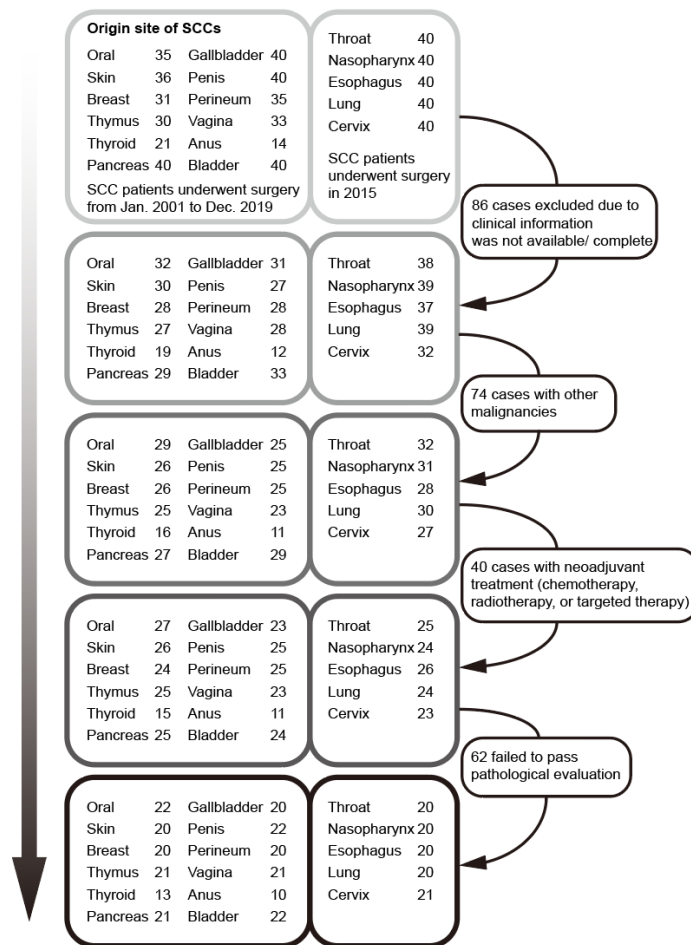 Origin site of SCCs
Oral 35 Gallbladder 40
Skin 36 Penis 40
Breast 31 Perineum 35
Thymus 30 Vagina 33
Thyroid 21 Anus 14
Pancreas 40 Bladder 40
SCC patients underwent surgery
from Jan. 2001 to Dec. 2019
Throat 40
Nasopharynx 40
Esophagus 40
Lung 40
Cervix 40
SCC patients
underwent surgery
in 2015
86 cases excluded due to
clinical information
was not available/ complete
Oral 32 Gallbladder 31
Skin 30 Penis 27
Breast 28 Perineum 28
Thymus 27 Vagina 28
Thyroid 19 Anus 12
Pancreas 29 Bladder 33
Throat 38
Nasopharynx 39
Esophagus 37
Lung 39
Cervix 32
74 cases with other
malignancies
Oral 29 Gallbladder 25
Skin 26 Penis 25
Breast 26 Perineum 25
Thymus 25 Vagina 23
Thyroid 16 Anus 11
Pancreas 27 Bladder 29
Throat 32
Nasopharynx 31
Esophagus 28
Lung 30
Cervix 27
40 cases with neoadjuvant
treatment (chemotherapy,
radiotherapy, or targeted therapy)
Oral 27 Gallbladder 23
Skin 26 Penis 25
Breast 24 Perineum 25
Thymus 25 Vagina 23
Thyroid 15 Anus 11
Pancreas 25 Bladder 24
Throat 25
Nasopharynx 24
Esophagus 26
Lung 24
Cervix 23
62 failed to pass
pathological evaluation
Oral 22 Gallbladder 20
Skin 20 Penis 22
Breast 20 Perineum 20
Thymus 21 Vagina 21
Thyroid 13 Anus 10
Pancreas 21 Bladder 22
Throat 20
Nasopharynx 20
Esophagus 20
Lung 20
Cervix 21